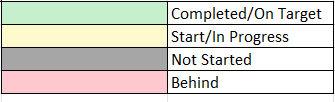 Completed/On Target
Start/In Progress
Not Started
Behind